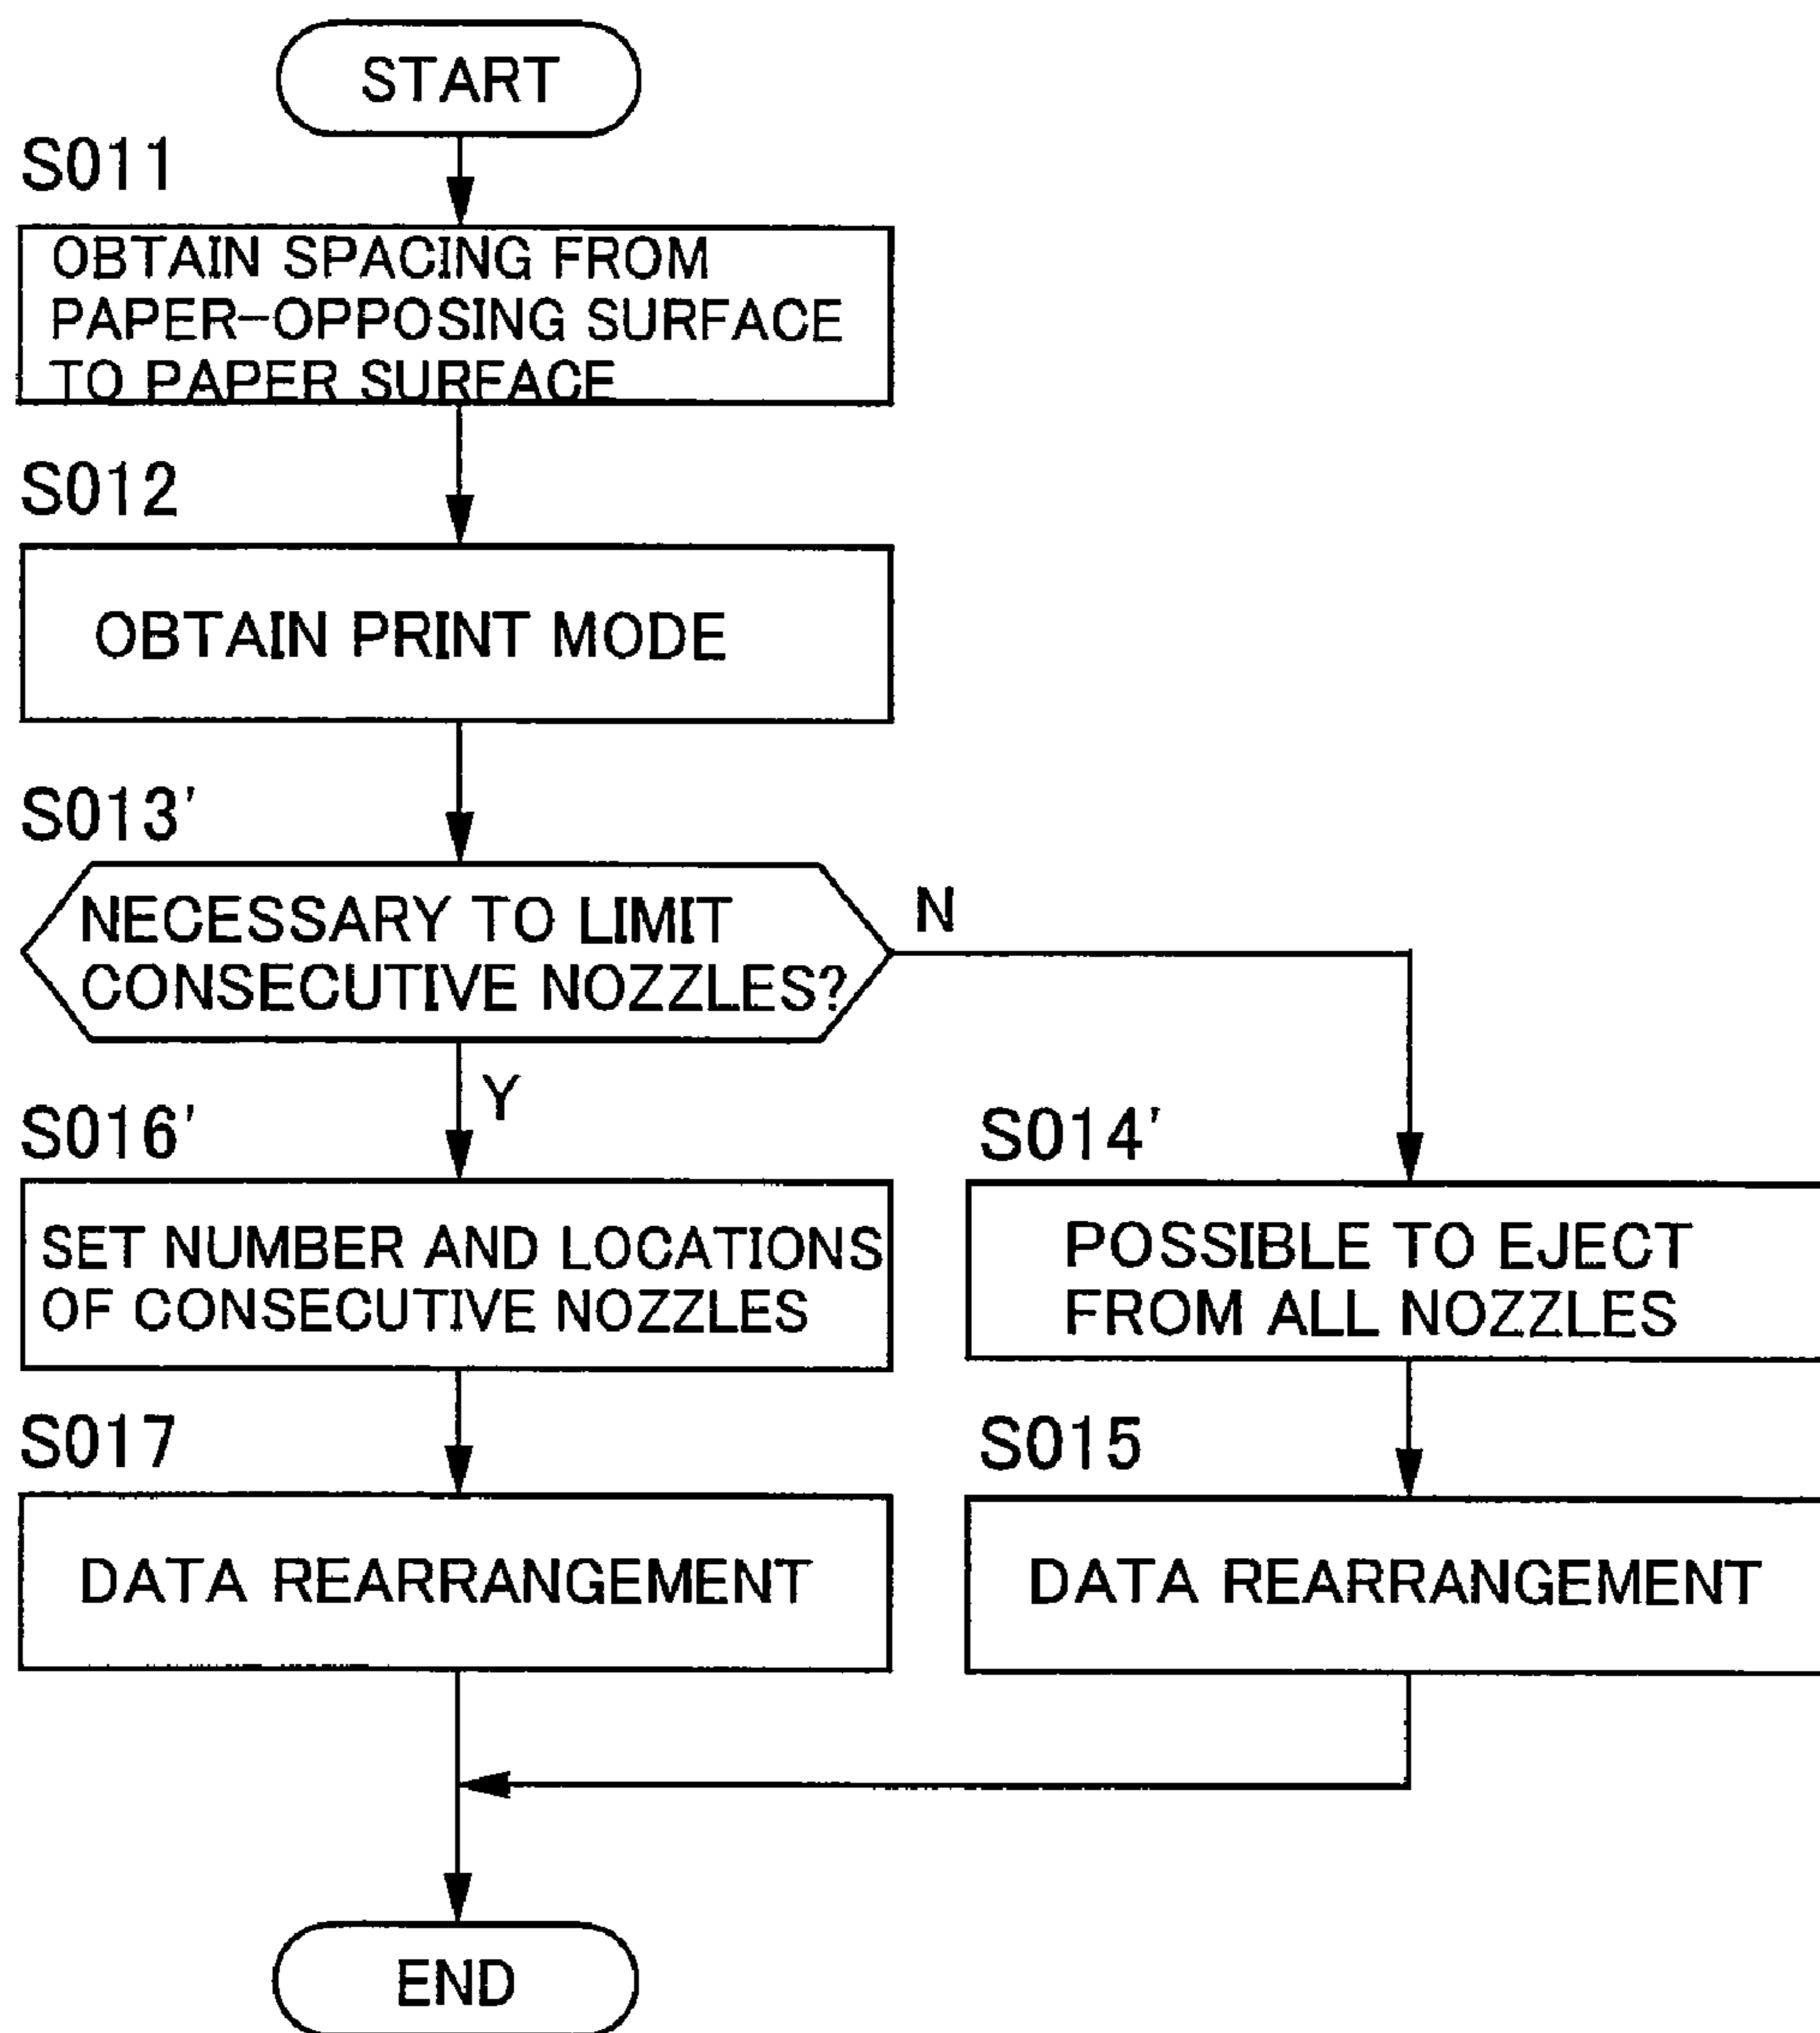 START
S011
OBTAIN SPACING FROM
PAPER-OPPOSING SURFACE
TO PAPER SURFACE
S012
OBTAIN PRINT MODE
S013'
NECESSARY TO LIMIT
CONSECUTIVE NOZZLES?
N
Y
S016'
SET NUMBER AND LOCATIONS
OF CONSECUTIVE NOZZLES
S014'
POSSIBLE TO EJECT
FROM ALL NOZZLES
S017
DATA REARRANGEMENT
S015
DATA REARRANGEMENT
END